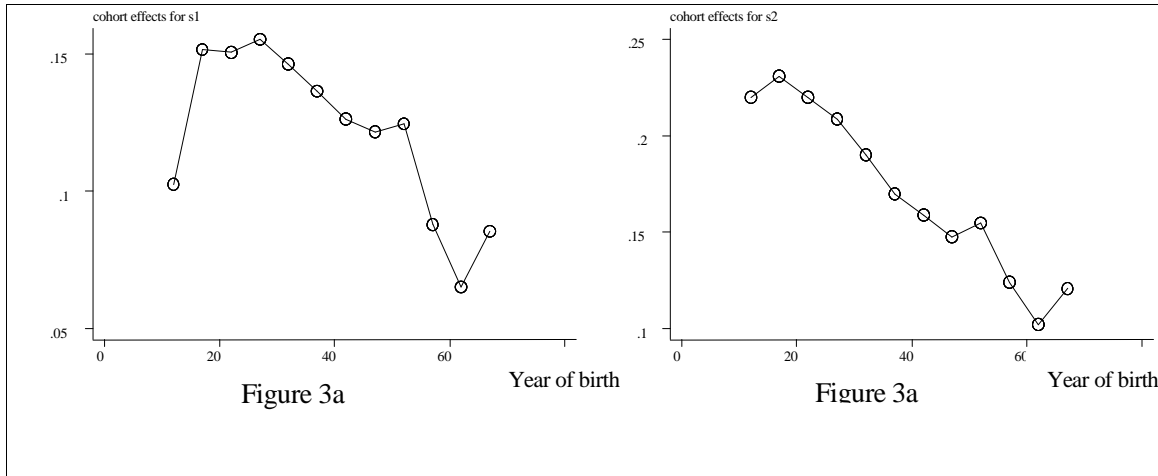 cohort effects for s1
.15
.1
.05
0
20
40
60
Year of birth
Figure 3a
cohort effects for s2
.25
.2
.15
.1
0
20
40
60
Year of birth
Figure 3a